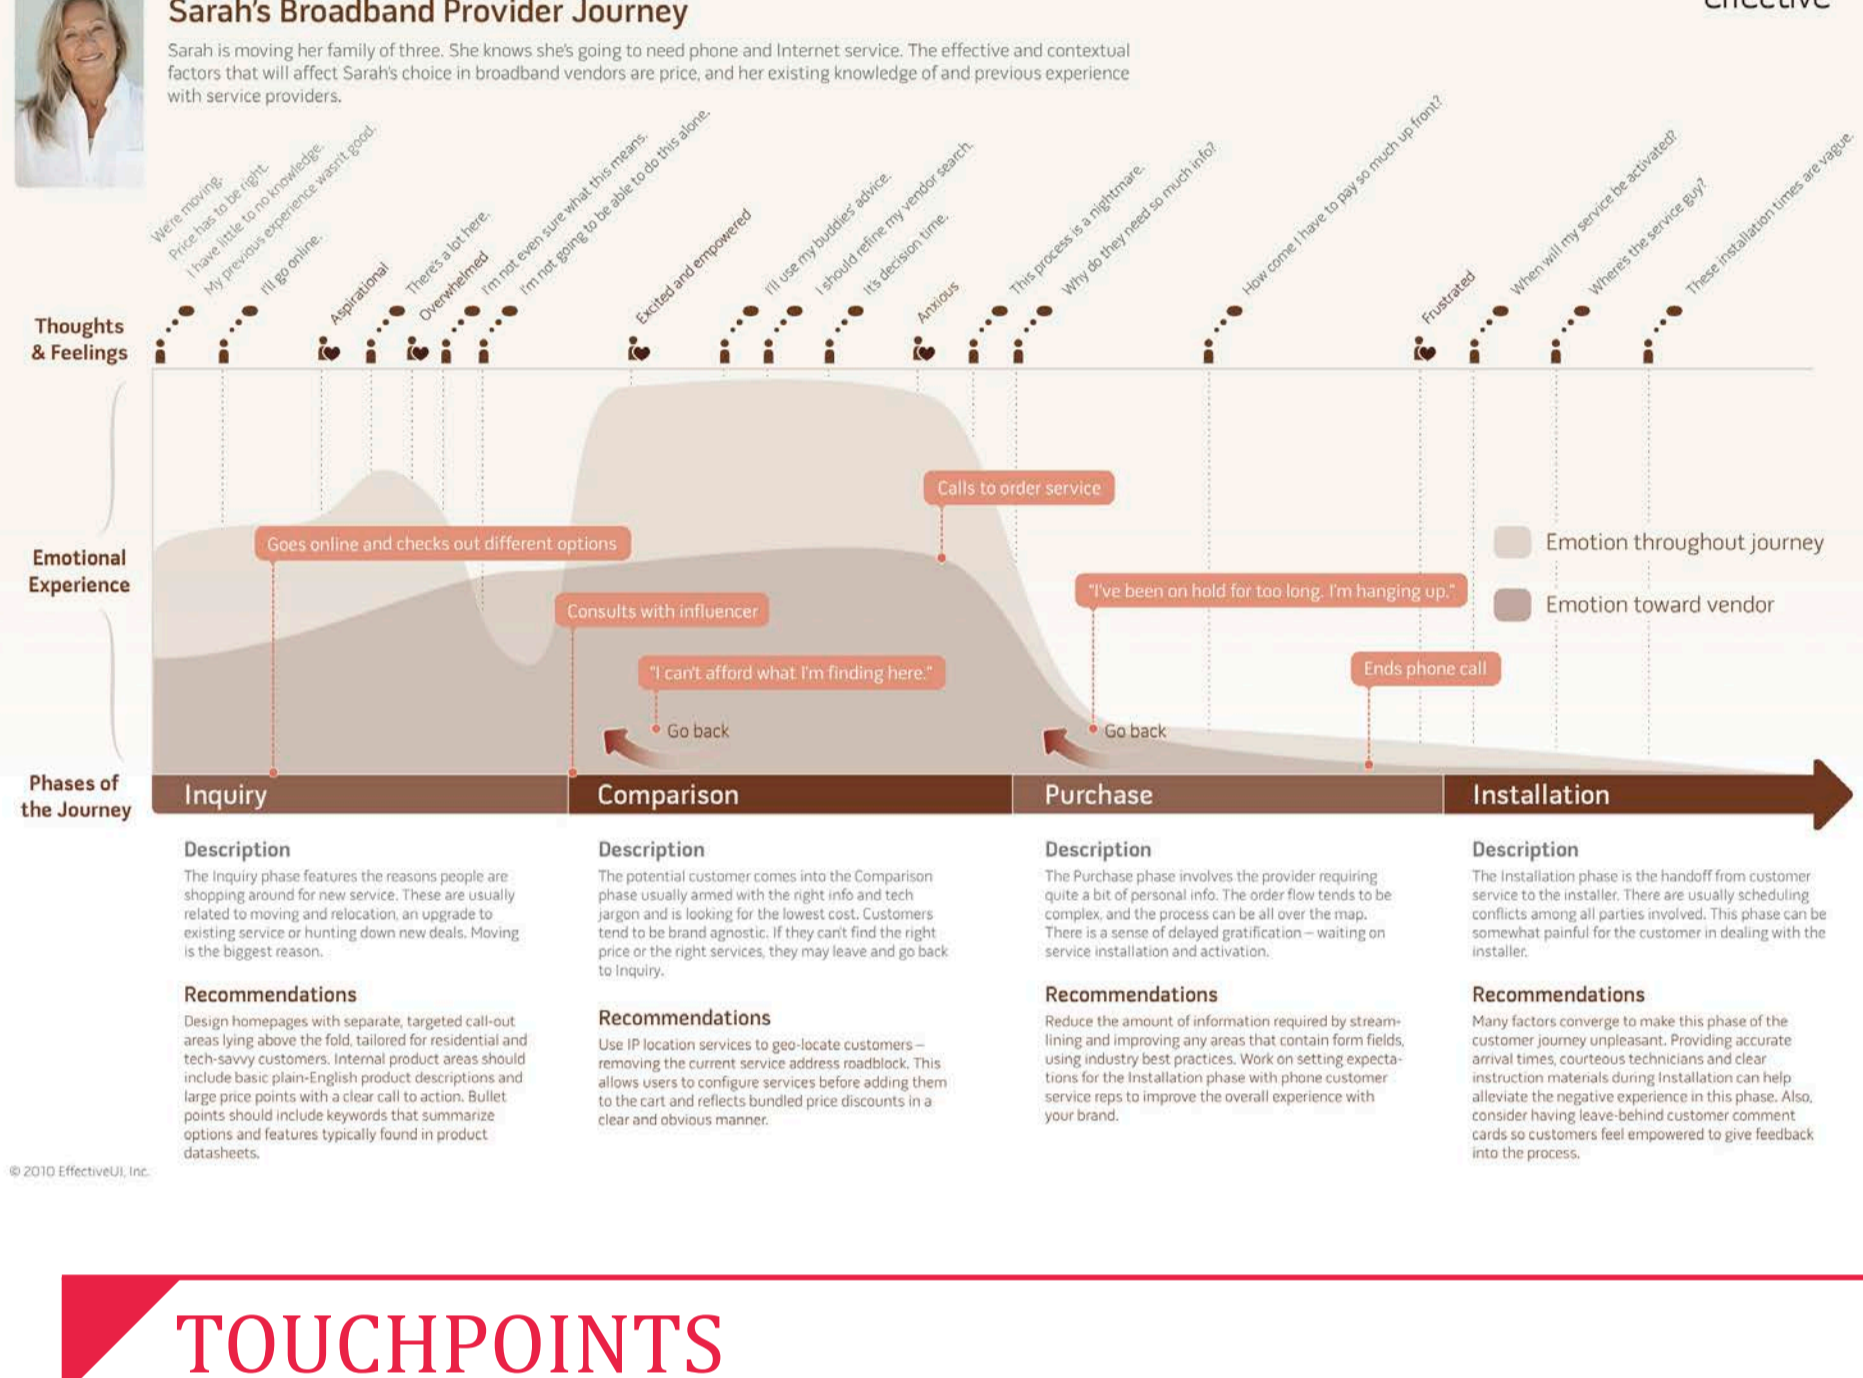 Sarah's Broadband Provider Journey
effective
Sarah is moving her family of three. She knows she's going to need phone and Internet service. The effective and contextual
factors that will affect Sarah's choice in broadband vendors are price, and her existing knowledge of and previous experience
with service providers.
We're moving.
Price has to be right.
I have little to no knowledge.
My previous experience wasn't good.
I'll go online.
Aspirational
There's a lot here.
Overwhelmed
I'm not even sure what this means.
I'm not going to be able to do this alone.
Excited and empowered
I'll use my buddies' advice.
I should refine my vendor search.
It's decision time.
Anxious
This process is a nightmare.
Why do they need so much info?
How come I have to pay so much up front?
Frustrated
When will my service be activated?
Where's the service guy?
These installation times are vague.
Thoughts
& Feelings
Emotional
Experience
Calls to order service
Goes online and checks out different options
Emotion throughout journey
"I've been on hold for too long. I'm hanging up."
Emotion toward vendor
Consults with influencer
"I can't afford what I'm finding here."
Ends phone call
Go back
Go back
Phases of
the Journey
Inquiry
Comparison
Purchase
Installation
Description
The Inquiry phase features the reasons people are
shopping around for new service. These are usually
related to moving and relocation, an upgrade to
existing service or hunting down new deals. Moving
is the biggest reason.
Recommendations
Design homepages with separate, targeted call-out
areas lying above the fold, tailored for residential and
tech-savvy customers. Internal product areas should
include basic plain-English product descriptions and
large price points with a clear call to action. Bullet
points should include keywords that summarize
options and features typically found in product
datasheets.
Description
The potential customer comes into the Comparison
phase usually armed with the right info and tech
jargon and is looking for the lowest cost. Customers
tend to be brand agnostic. If they can't find the right
price or the right services, they may leave and go back
to Inquiry.
Recommendations
Use IP location services to geo-locate customers –
removing the current service address roadblock. This
allows users to configure services before adding them
to the cart and reflects bundled price discounts in a
clear and obvious manner.
Description
The Purchase phase involves the provider requiring
quite a bit of personal info. The order flow tends to be
complex, and the process can be all over the map.
There is a sense of delayed gratification – waiting on
service installation and activation.
Recommendations
Reduce the amount of information required by stream-
lining and improving any areas that contain form fields,
using industry best practices. Work on setting expecta-
tions for the Installation phase with phone customer
service reps to improve the overall experience with
your brand.
Description
The Installation phase is the handoff from customer
service to the installer. There are usually scheduling
conflicts among all parties involved. This phase can be
somewhat painful for the customer in dealing with the
installer.
Recommendations
Many factors converge to make this phase of the
customer journey unpleasant. Providing accurate
arrival times, courteous technicians and clear
instruction materials during Installation can help
alleviate the negative experience in this phase. Also,
consider having leave-behind customer comment
cards so customers feel empowered to give feedback
into the process.
© 2010 EffectiveUI, Inc.
TOUCHPOINTS